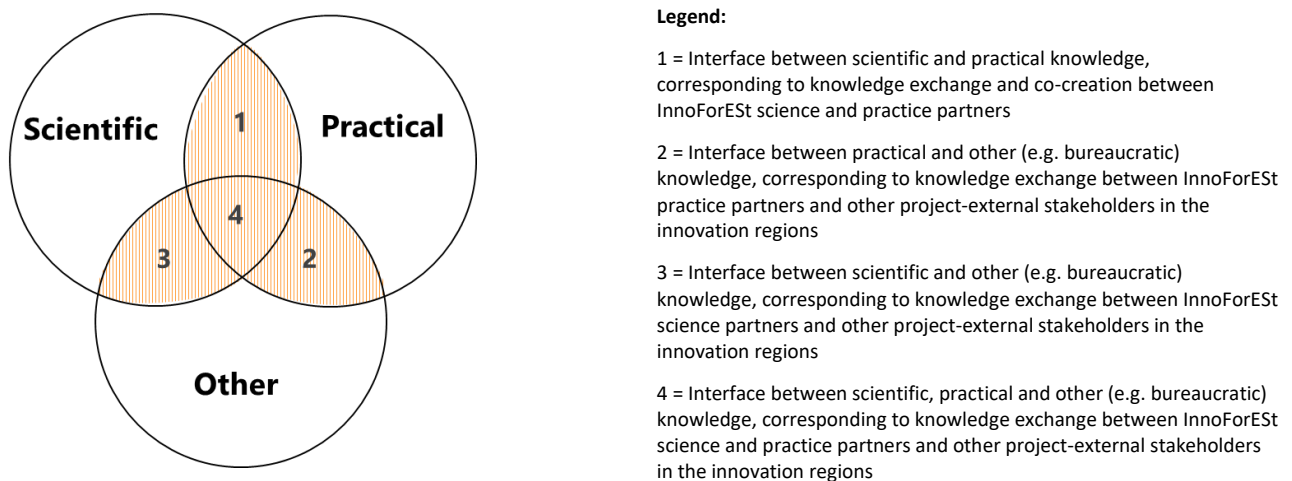 Scientific
Practical
1
4
3
2
Other
Legend:
1 = Interface between scientific and practical knowledge,
corresponding to knowledge exchange and co-creation between
InnoForESt science and practice partners
2 = Interface between practical and other (e.g. bureaucratic)
knowledge, corresponding to knowledge exchange between InnoForESt
practice partners and other project-external stakeholders in the
innovation regions
3 = Interface between scientific and other (e.g. bureaucratic)
knowledge, corresponding to knowledge exchange between InnoForESt
science partners and other project-external stakeholders in the
innovation regions
4 = Interface between scientific, practical and other (e.g. bureaucratic)
knowledge, corresponding to knowledge exchange between InnoForESt
science and practice partners and other project-external stakeholders
in the innovation regions